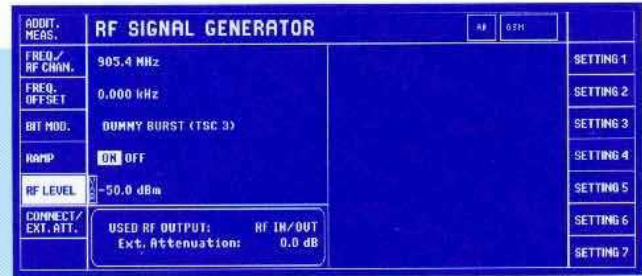 ADDIT. MEAS.
RF SIGNAL GENERATOR
GSM
FREQ./ RF CHAN.
905.4 MHz
SETTING 1
FREQ. OFFSET
0.000 kHz
SETTING 2
BIT MOD.
DUMMY BURST (TSC 3)
SETTING 3
RAMP
ON OFF
SETTING 4
RF LEVEL
-50.0 dBm
SETTING 5
CONNECT/ EXT. ATT.
USED RF OUTPUT: RF IN/OUT
Ext. Attenuation: 0.0 dB
SETTING 6
SETTING 7